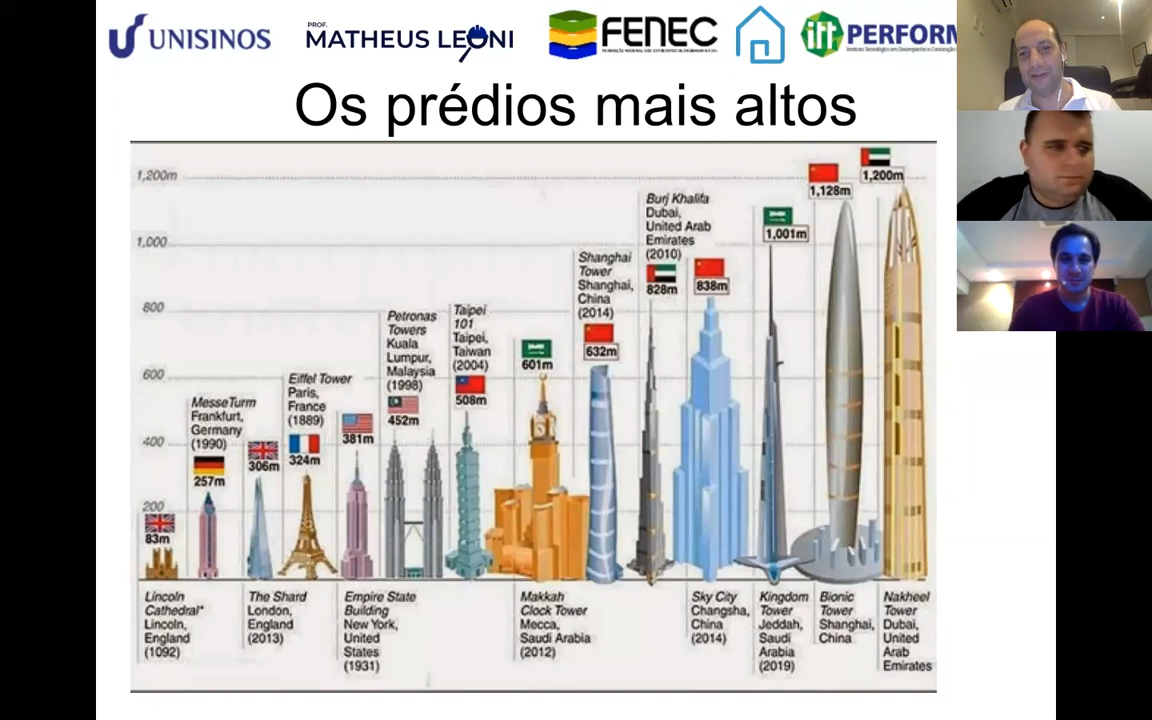 UNISINOS
PROF.
MATHEUS LEONI
FENEC
itt PERFORM
Os prédios mais altos
1,200m
1,000
800
600
400
200
83m
257m
306m
324m
381m
452m
508m
601m
632m
828m
838m
1,001m
1,128m
1,200m
MesseTurm
Frankfurt,
Germany
(1990)
Eiffel Tower
Paris,
France
(1889)
Petronas
Towers
Kuala
Lumpur,
Malaysia
(1998)
Taipei
101
Taipei,
Taiwan
(2004)
Shanghai
Tower
Shanghai,
China
(2014)
Burj Khalifa
Dubai,
United Arab
Emirates
(2010)
Lincoln
Cathedral*
Lincoln,
England
(1092)
The Shard
London,
England
(2013)
Empire State
Building
New York,
United
States
(1931)
Makkah
Clock Tower
Mecca,
Saudi Arabia
(2012)
Sky City
Changsha,
China
(2014)
Kingdom
Tower
Jeddah,
Saudi
Arabia
(2019)
Bionic
Tower
Shanghai,
China
Nakheel
Tower
Dubai,
United
Arab
Emirates